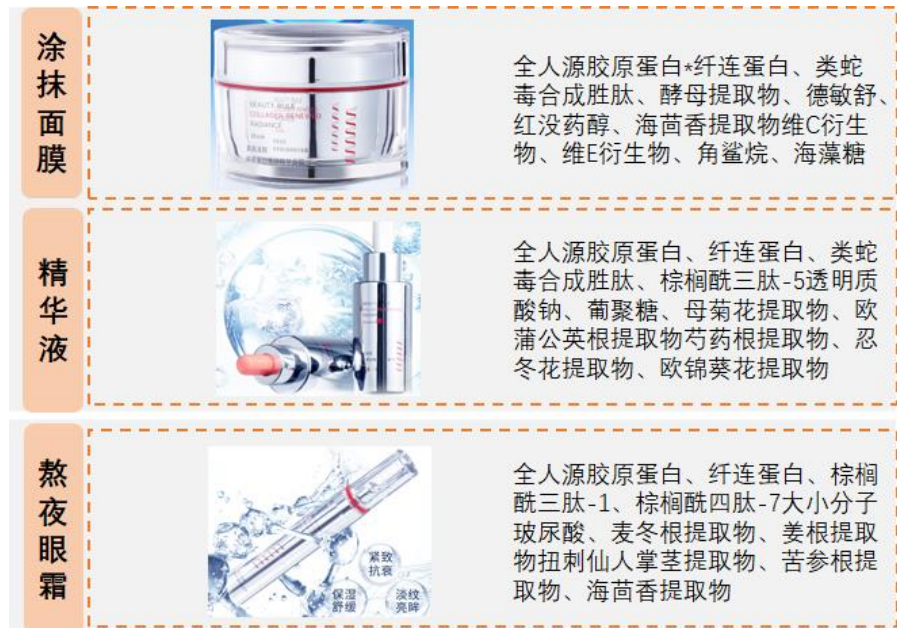 涂抹面膜
BEAUTY MUSE
COLLAGEN RENEWED
RADIANCE
全人源胶原蛋白*纤连蛋白、类蛇
毒合成胜肽、酵母提取物、德敏舒、
红没药醇、海茴香提取物维C衍生
物、维E衍生物、角鲨烷、海藻糖
精华液
全人源胶原蛋白、纤连蛋白、类蛇
毒合成胜肽、棕榈酰三肽-5透明质
酸钠、葡聚糖、母菊花提取物、欧
蒲公英根提取物芍药根提取物、忍
冬花提取物、欧锦葵花提取物
熬夜眼霜
紧致
抗衰
保湿
舒缓
淡纹
亮眸
全人源胶原蛋白、纤连蛋白、棕榈
酰三肽-1、棕榈酰四肽-7大小分子
玻尿酸、麦冬根提取物、姜根提取
物扭刺仙人掌茎提取物、苦参根提
取物、海茴香提取物